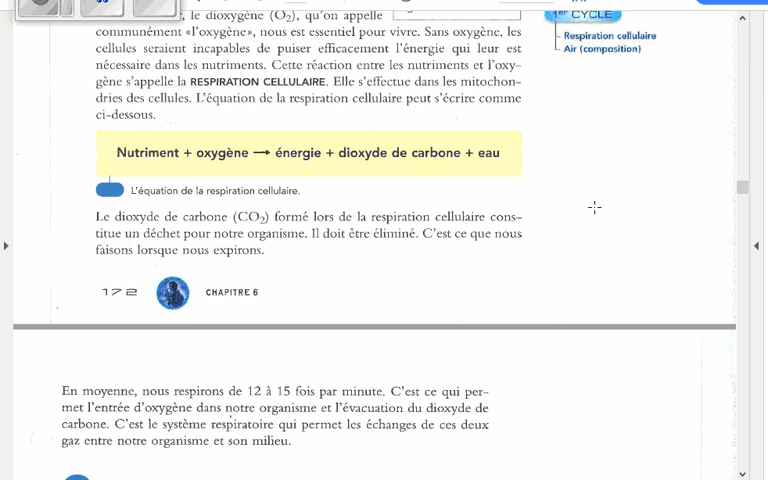 , le dioxygène (O₂), qu'on appelle
communément «l'oxygène», nous est essentiel pour vivre. Sans oxygène, les
cellules seraient incapables de puiser efficacement l'énergie qui leur est
nécessaire dans les nutriments. Cette réaction entre les nutriments et l'oxy-
gène s'appelle la RESPIRATION CELLULAIRE. Elle s'effectue dans les mitochon-
dries des cellules. L'équation de la respiration cellulaire peut s'écrire comme
ci-dessous.
1er CYCLE
Respiration cellulaire
Air (composition)
Nutriment + oxygène → énergie + dioxyde de carbone + eau
L'équation de la respiration cellulaire.
Le dioxyde de carbone (CO₂) formé lors de la respiration cellulaire cons-
titue un déchet pour notre organisme. Il doit être éliminé. C'est ce que nous
faisons lorsque nous expirons.
172 CHAPITRE 6
En moyenne, nous respirons de 12 à 15 fois par minute. C'est ce qui per-
met l'entrée d'oxygène dans notre organisme et l'évacuation du dioxyde de
carbone. C'est le système respiratoire qui permet les échanges de ces deux
gaz entre notre organisme et son milieu.